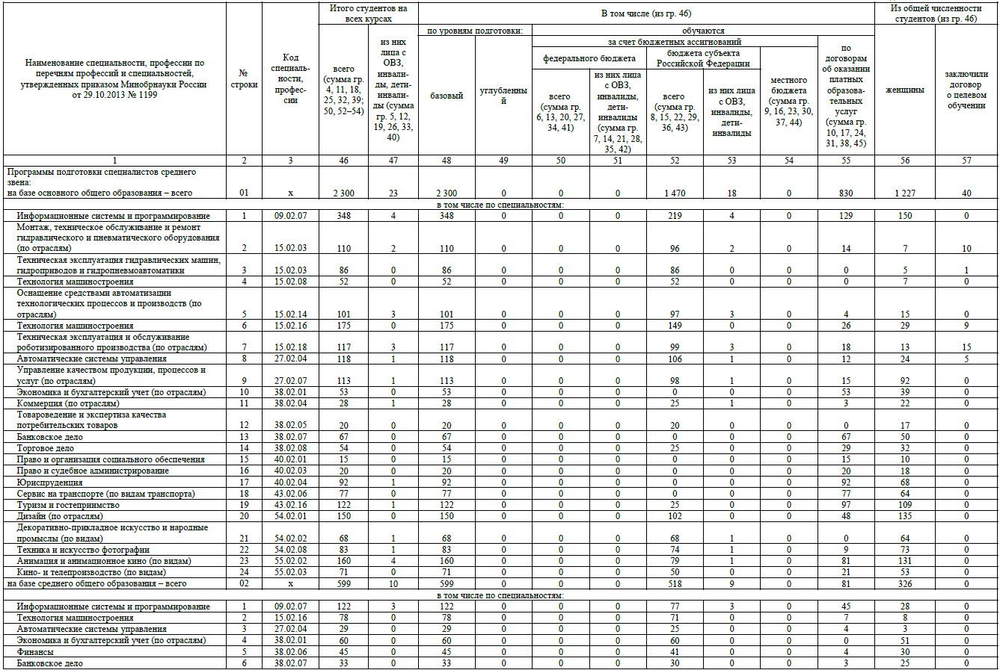 Итого студентов на всех курсах
В том числе (из гр. 46)
Из общей численности студентов (из гр. 46)
по уровням подготовки:
обучаются
за счет бюджетных ассигнований
федерального бюджета
бюджета субъекта Российской Федерации
Наименование специальности, профессии по
перечням профессий и специальностей,
утвержденных приказом Минобрнауки России
от 29.10.2013 № 1199
№
строки
Код
специаль-
ности,
профес-
сии
всего
(сумма гр.
4, 11, 18,
25, 32, 39;
50, 52–54)
из них
лица с
ОВЗ,
инвали-
ды, дети-
инвали-
ды (сумма
гр. 5, 12,
19, 26, 33,
40)
базовый
углубленны
й
всего
(сумма гр.
6, 13, 20, 27,
34, 41)
из них лица
с ОВЗ,
инвалиды,
дети-
инвалиды
(сумма гр.
7, 14, 21, 28,
35, 42)
всего
(сумма гр.
8, 15, 22, 29,
36, 43)
из них лица
с ОВЗ,
инвалиды,
дети-
инвалиды
местного
бюджета
(сумма гр.
9, 16, 23, 30,
37, 44)
по
договорам
об оказании
платных
образова-
тельных
услуг
(сумма гр.
10, 17, 24,
31, 38, 45)
женщины
заключили
договор
о целевом
обучении
1 2 3 46 47 48 49 50 51 52 53 54 55 56 57
Программы подготовки специалистов среднего
звена:
на базе основного общего образования – всего 01 х 2 300 23 2 300 0 0 0 1 470 18 0 830 1 227 40
в том числе по специальностям:
Информационные системы и программирование 1 09.02.07 348 4 348 0 0 0 219 4 0 129 150 0
Монтаж, техническое обслуживание и ремонт
гидравлического и пневматического оборудования
(по отраслям) 2 15.02.03 110 2 110 0 0 0 96 2 0 14 7 10
Техническая эксплуатация гидравлических машин,
гидроприводов и гидропневмоавтоматики 3 15.02.03 86 0 86 0 0 0 86 0 0 0 5 1
Технология машиностроения 4 15.02.08 52 0 52 0 0 0 52 0 0 0 7 0
Оснащение средствами автоматизации
технологических процессов и производств (по
отраслям) 5 15.02.14 101 3 101 0 0 0 97 3 0 4 15 0
Технология машиностроения 6 15.02.16 175 0 175 0 0 0 149 0 0 26 29 9
Техническая эксплуатация и обслуживание
роботизированного производства (по отраслям) 7 15.02.18 117 3 117 0 0 0 99 3 0 18 13 15
Автоматические системы управления 8 27.02.04 118 1 118 0 0 0 106 1 0 12 24 5
Управление качеством продукции, процессов и
услуг (по отраслям) 9 27.02.07 113 1 113 0 0 0 98 1 0 15 92 0
Экономика и бухгалтерский учет (по отраслям) 10 38.02.01 53 0 53 0 0 0 0 0 0 53 39 0
Коммерция (по отраслям) 11 38.02.04 28 1 28 0 0 0 25 1 0 3 22 0
Товароведение и экспертиза качества
потребительских товаров 12 38.02.05 20 0 20 0 0 0 20 0 0 0 17 0
Банковское дело 13 38.02.07 67 0 67 0 0 0 0 0 0 67 50 0
Торговое дело 14 38.02.08 54 0 54 0 0 0 25 0 0 29 32 0
Право и организация социального обеспечения 15 40.02.01 15 0 15 0 0 0 0 0 0 15 10 0
Право и судебное администрирование 16 40.02.03 20 0 20 0 0 0 0 0 0 20 18 0
Юриспруденция 17 40.02.04 92 1 92 0 0 0 0 0 0 92 68 0
Сервис на транспорте (по видам транспорта) 18 43.02.06 77 0 77 0 0 0 0 0 0 77 64 0
Туризм и гостеприимство 19 43.02.16 122 1 122 0 0 0 25 0 0 97 109 0
Дизайн (по отраслям) 20 54.02.01 150 0 150 0 0 0 102 0 0 48 135 0
Декоративно-прикладное искусство и народные
промыслы (по видам) 21 54.02.02 68 1 68 0 0 0 68 1 0 0 64 0
Техника и искусство фотографии 22 54.02.08 83 1 83 0 0 0 74 1 0 9 73 0
Анимация и анимационное кино (по видам) 23 55.02.02 160 4 160 0 0 0 79 1 0 81 131 0
Кино- и телепроизводство (по видам) 24 55.02.03 71 0 71 0 0 0 50 0 0 21 53 0
на базе среднего общего образования – всего 02 х 599 10 599 0 0 0 518 9 0 81 326 0
в том числе по специальностям:
Информационные системы и программирование 1 09.02.07 122 3 122 0 0 0 77 3 0 45 28 0
Технология машиностроения 2 15.02.16 78 0 78 0 0 0 71 0 0 7 8 0
Автоматические системы управления 3 27.02.04 29 0 29 0 0 0 25 0 0 4 3 0
Экономика и бухгалтерский учет (по отраслям) 4 38.02.01 60 0 60 0 0 0 60 0 0 0 51 0
Финансы 5 38.02.06 45 0 45 0 0 0 41 0 0 4 30 0
Банковское дело 6 38.02.07 33 0 33 0 0 0 30 0 0 3 25 0